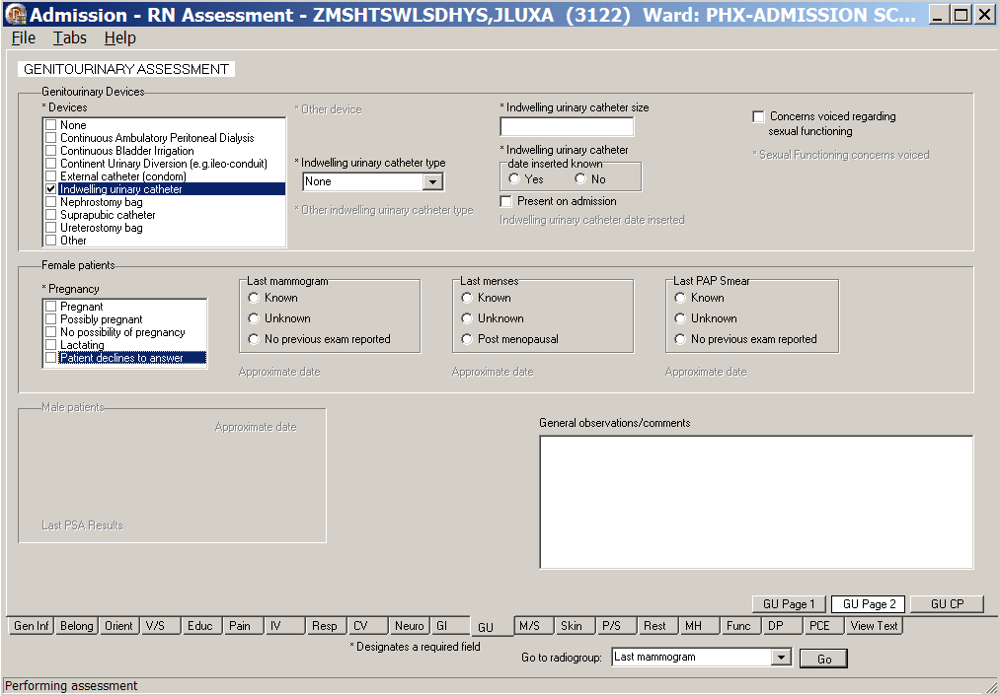 Admission - RN Assessment - ZMSHTSWLSDHYS,JLUXA (3122) Ward: PHX-ADMISSION SC...
File Tabs Help
GENITOURINARY ASSESSMENT
Genitourinary Devices
* Devices
None
Continuous Ambulatory Peritoneal Dialysis
Continuous Bladder Irrigation
Continent Urinary Diversion (e.g.ileo-conduit)
External catheter (condom)
Indwelling urinary catheter
Nephrostomy bag
Suprapubic catheter
Ureterostomy bag
Other
* Other device
* Indwelling urinary catheter type
None
* Other indwelling urinary catheter type
* Indwelling urinary catheter size
* Indwelling urinary catheter
date inserted known
Yes No
Present on admission
Indwelling urinary catheter date inserted
Concerns voiced regarding
sexual functioning
* Sexual Functioning concerns voiced
Female patients
* Pregnancy
Pregnant
Possibly pregnant
No possibility of pregnancy
Lactating
Patient declines to answer
Last mammogram
Known
Unknown
No previous exam reported
Approximate date
Last menses
Known
Unknown
Post menopausal
Approximate date
Last PAP Smear
Known
Unknown
No previous exam reported
Approximate date
Male patients
Approximate date
Last PSA Results
General observations/comments
GU Page 1 GU Page 2 GU CP
Gen Inf Belong Orient V/S Educ Pain IV Resp CV Neuro GI GU M/S Skin P/S Rest MH Func DP PCE View Text
* Designates a required field
Go to radiogroup: Last mammogram Go
Performing assessment